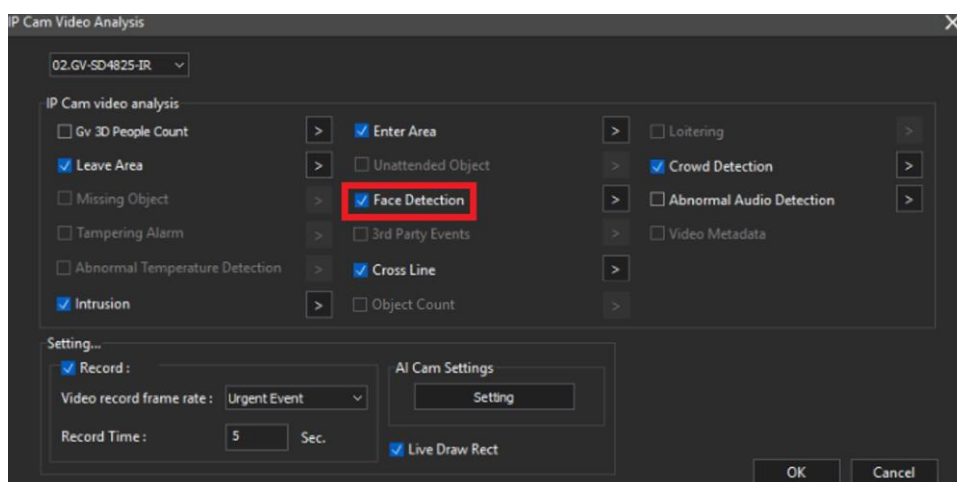 IP Cam Video Analysis
02.GV-SD4825-IR
IP Cam video analysis
Gv 3D People Count > Enter Area > Loitering >
Leave Area > Unattended Object > Crowd Detection >
Missing Object > Face Detection > Abnormal Audio Detection >
Tampering Alarm > 3rd Party Events > Video Metadata
Abnormal Temperature Detection > Cross Line >
Intrusion > Object Count >
Setting...
Record :
Video record frame rate : Urgent Event
Record Time : 5 Sec.
AI Cam Settings
Setting
Live Draw Rect
OK Cancel